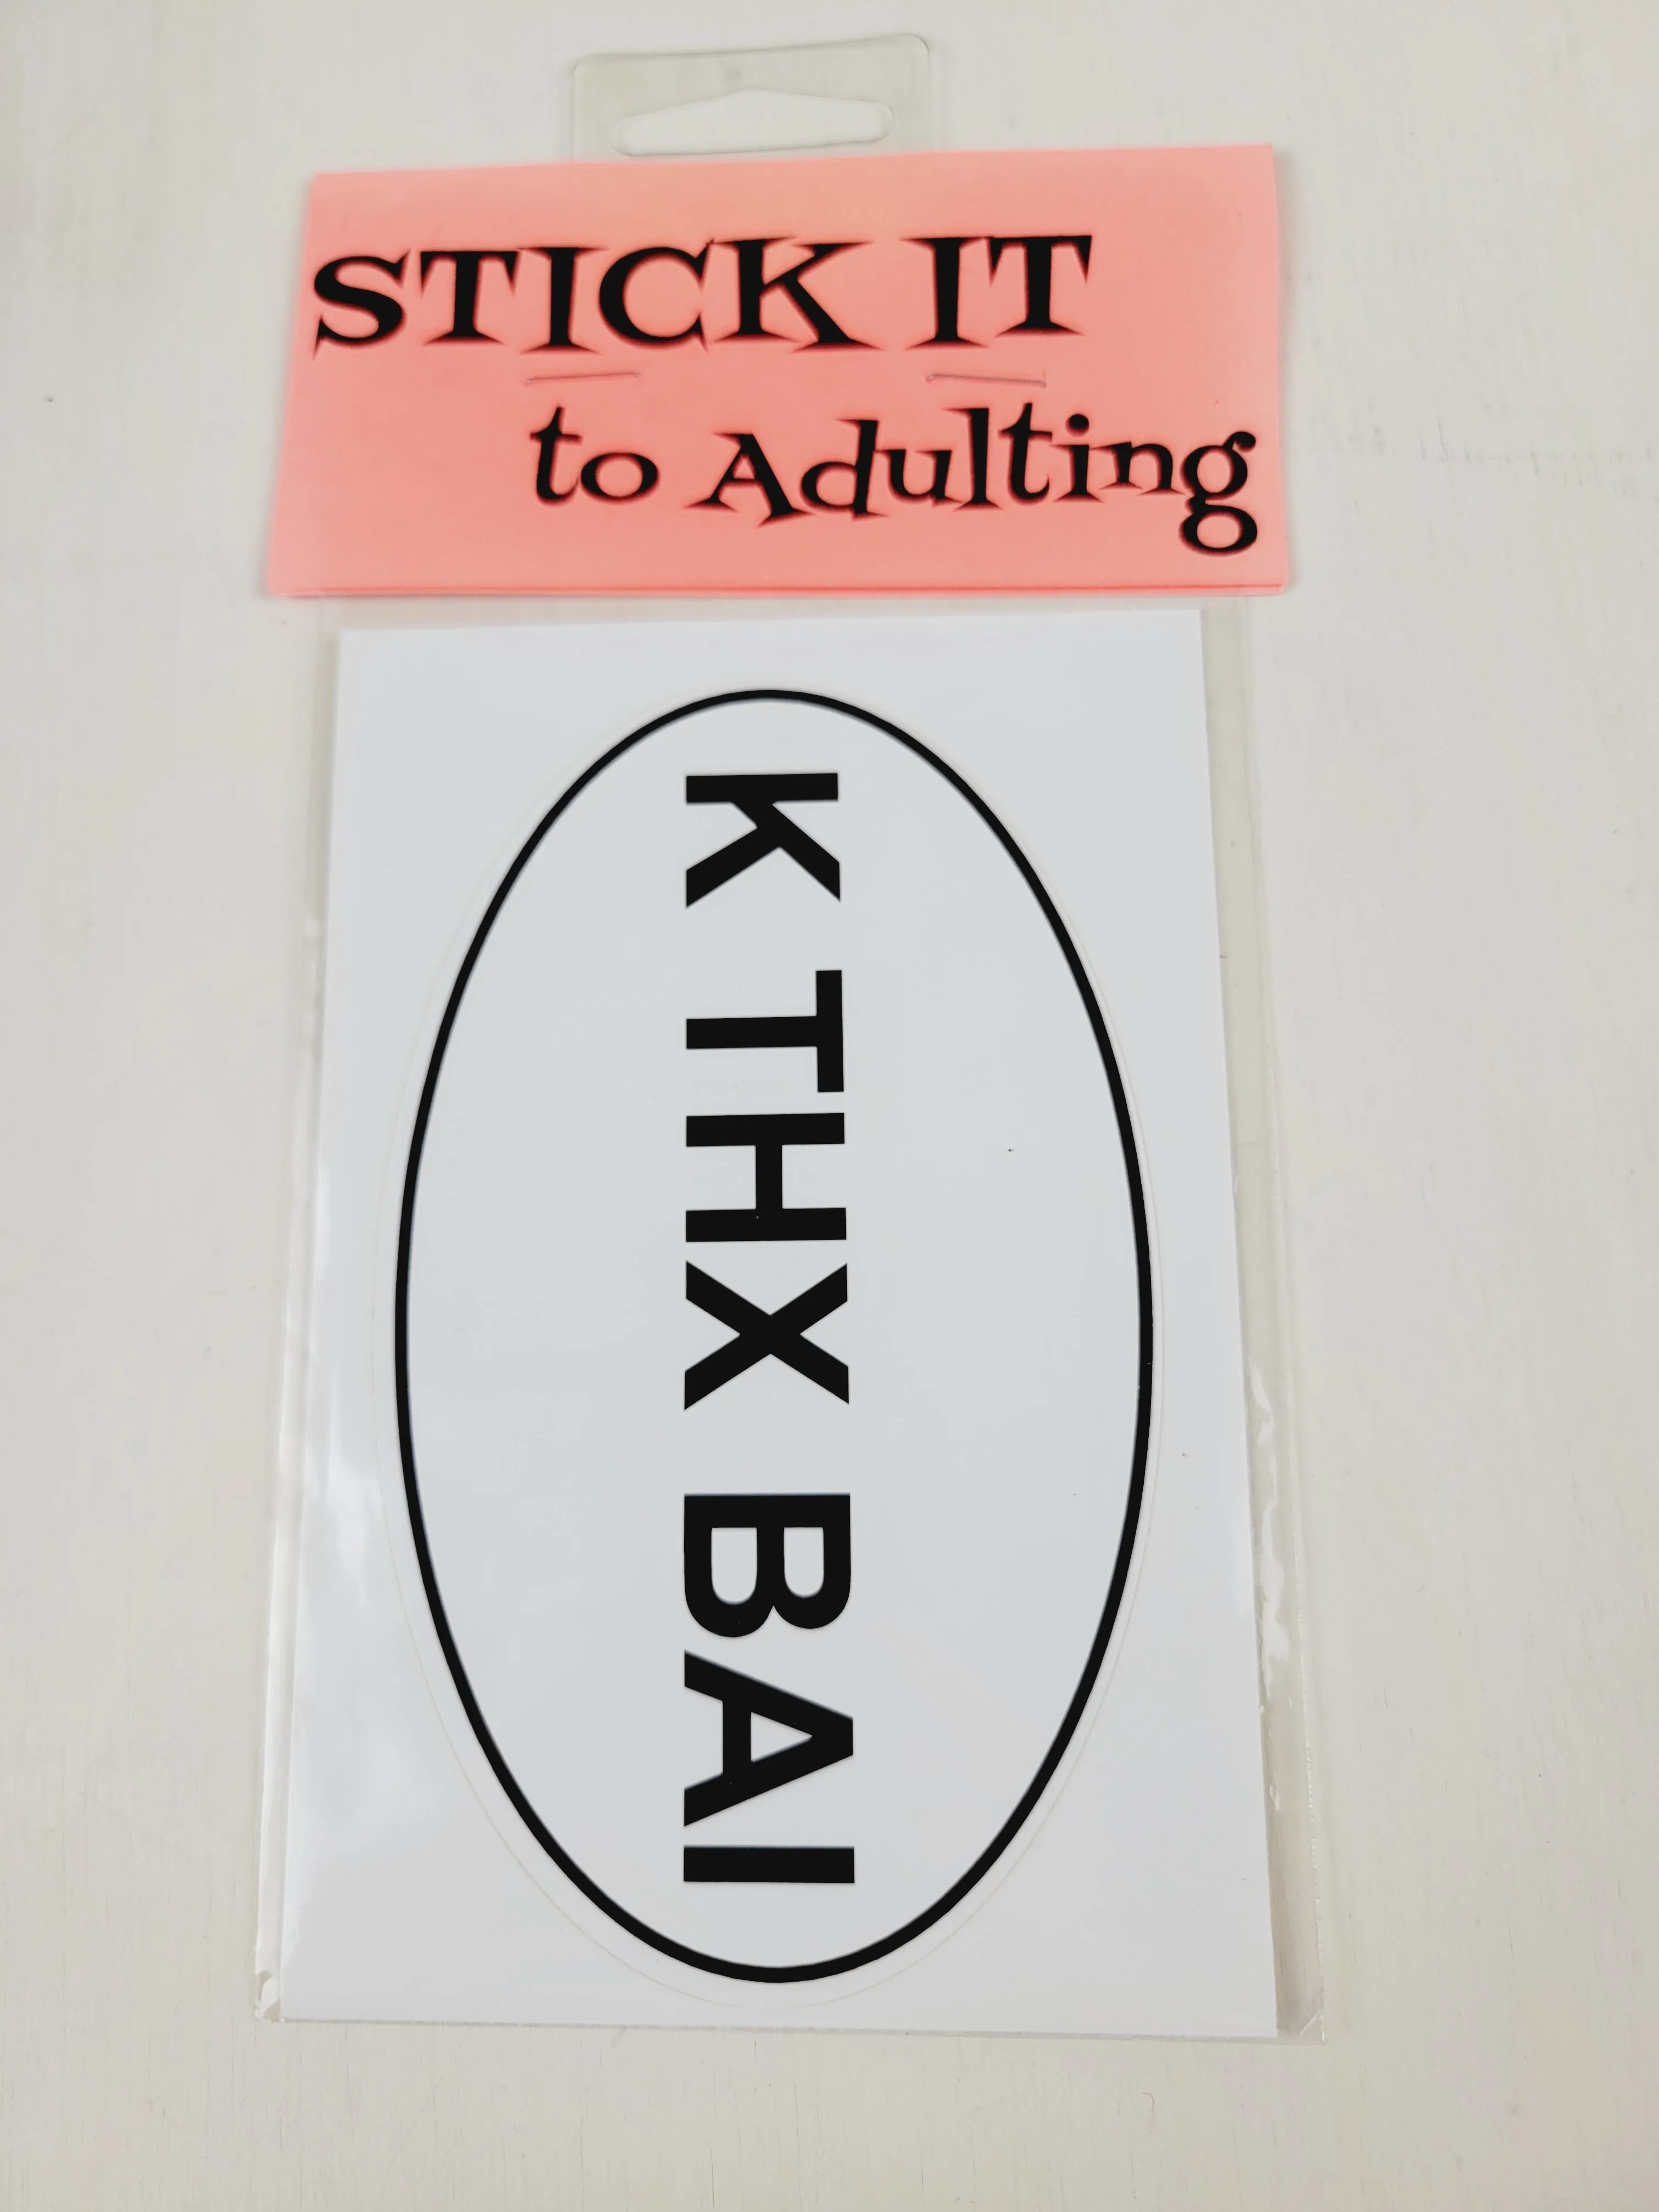 STICK IT
to Adulting
K THX BAI